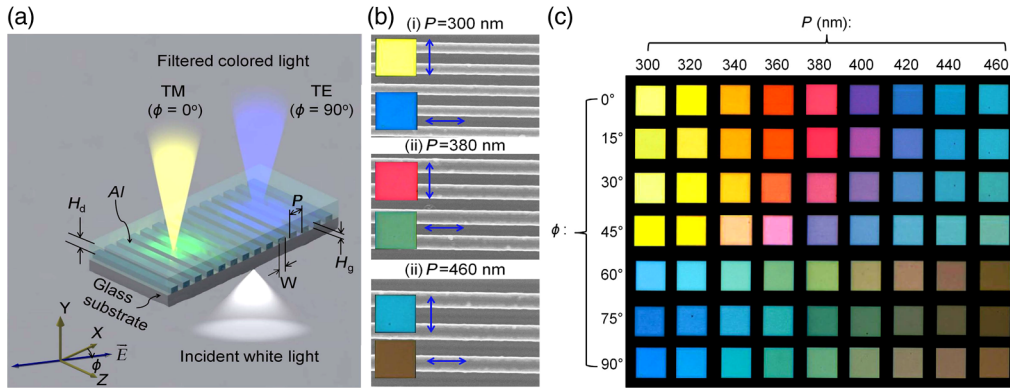 (a)
Filtered colored light
TM
(ϕ = 0°)
TE
(ϕ = 90°)
Al
P
H_d
H_g
W
Glass
substrate
Incident white light
Y
X
E⃗
ϕ
Z
(b)
(i) P=300 nm
(ii) P=380 nm
(ii) P=460 nm
(c)
P (nm):
300 320 340 360 380 400 420 440 460
ϕ:
0°
15°
30°
45°
60°
75°
90°